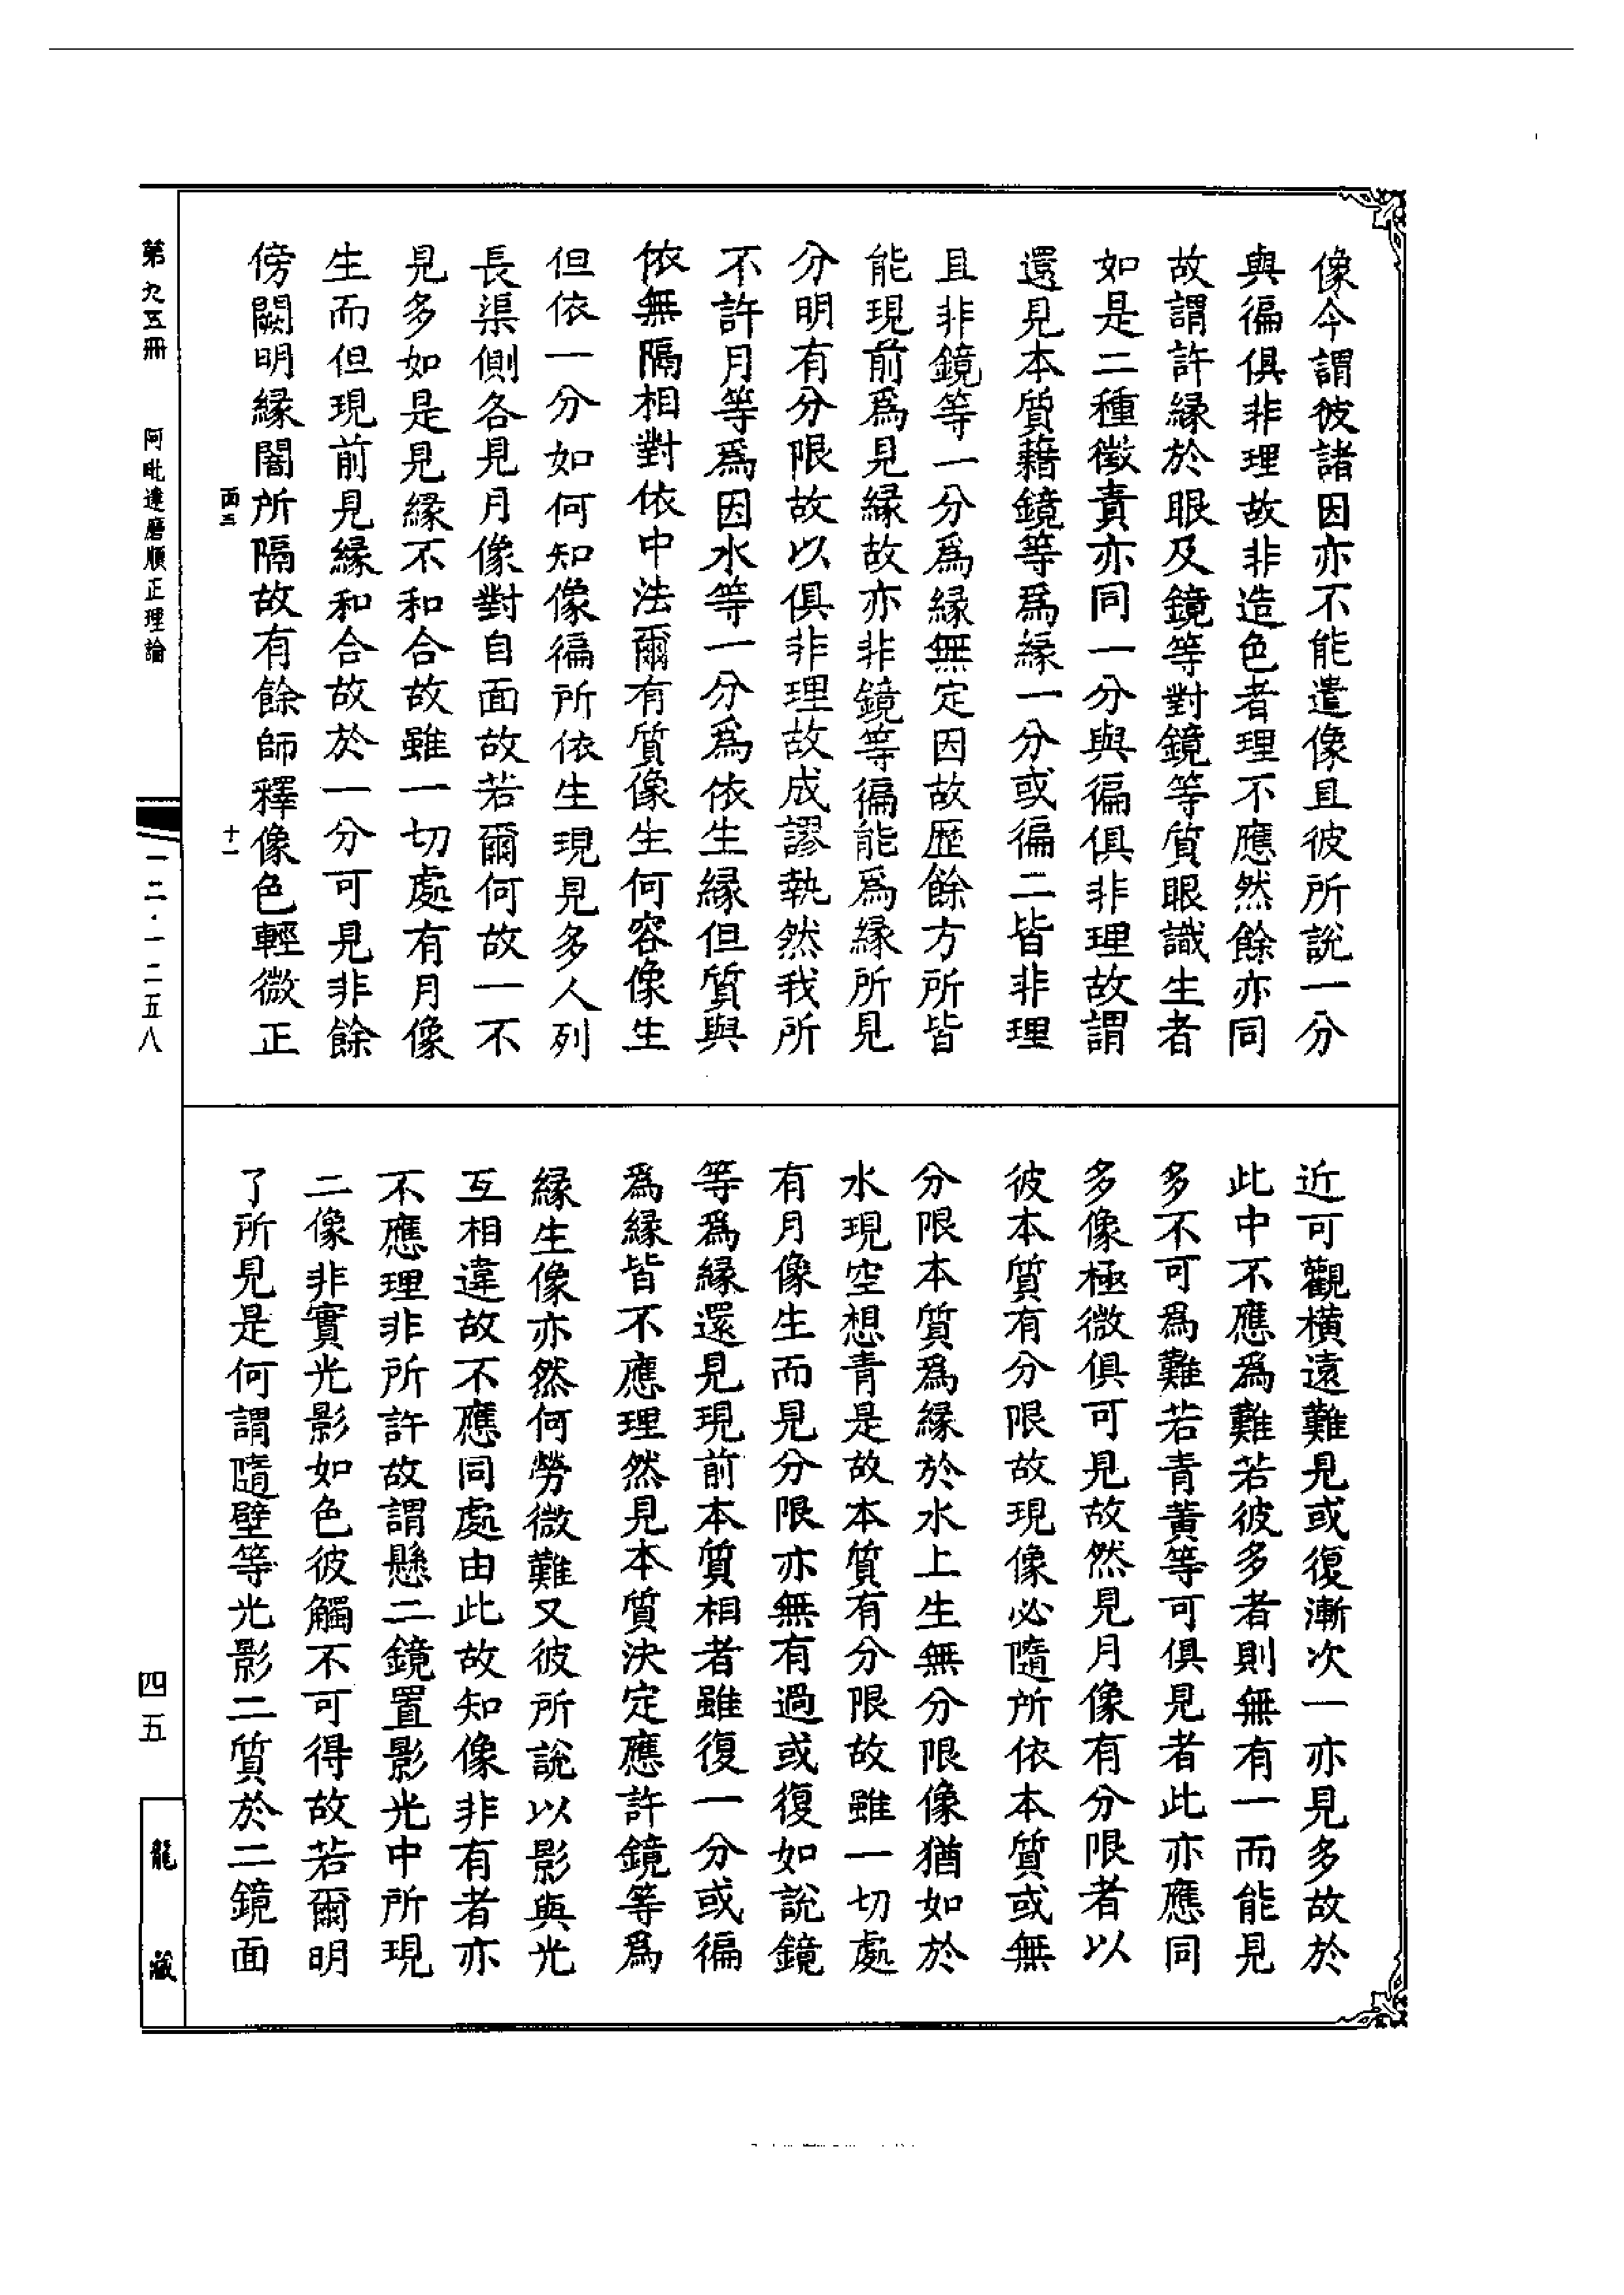 像今謂彼諸因亦不能遣像且彼所說一分
與徧俱非理故非造色者理不應然餘亦同
故謂許緣於眼及鏡等對鏡等質眼識生者
如是二種徵責亦同一分與徧俱非理故謂
還見本質藉鏡等爲緣一分或徧二皆非理
且非鏡等一分爲緣無定因故歷餘方所皆
能現前爲見緣故亦非鏡等徧能爲緣所見
分明有分限故以俱非理故成謬執然我所
不許月等爲因水等一分爲依生緣但質與
依無隔相對依中法爾有質像生何容像生
但依一分如何知像徧所依生現見多人列
長渠側各見月像對自面故若爾何故一不
見多如是見緣不和合故雖一切處有月像
生而但現前見緣和合故於一分可見非餘
傍闕明緣闇所隔故有餘師釋像色輕微正
面三
十一
近可觀橫遠難見或復漸次一亦見多故於
此中不應爲難若彼多者則無有一而能見
多不可爲難若青黃等可俱見者此亦應同
多像極微俱可見故然見月像有分限者以
彼本質有分限故現像必隨所依本質或無
分限本質爲緣於水上生無分限像猶如於
水現空想青是故本質有分限故雖一切處
有月像生而見分限亦無有過或復如說鏡
等爲緣還見現前本質相者雖復一分或徧
爲緣皆不應理然見本質決定應許鏡等爲
緣生像亦然何勞微難又彼所說以影與光
互相違故不應同處由此故知像非有者亦
不應理非所許故謂懸二鏡置影光中所現
二像非實光影如色彼觸不可得故若爾明
了所見是何謂隨壁等光影二質於二鏡面
第九五冊 阿毗達磨順正理論
一二·一二五八
四五
龍藏